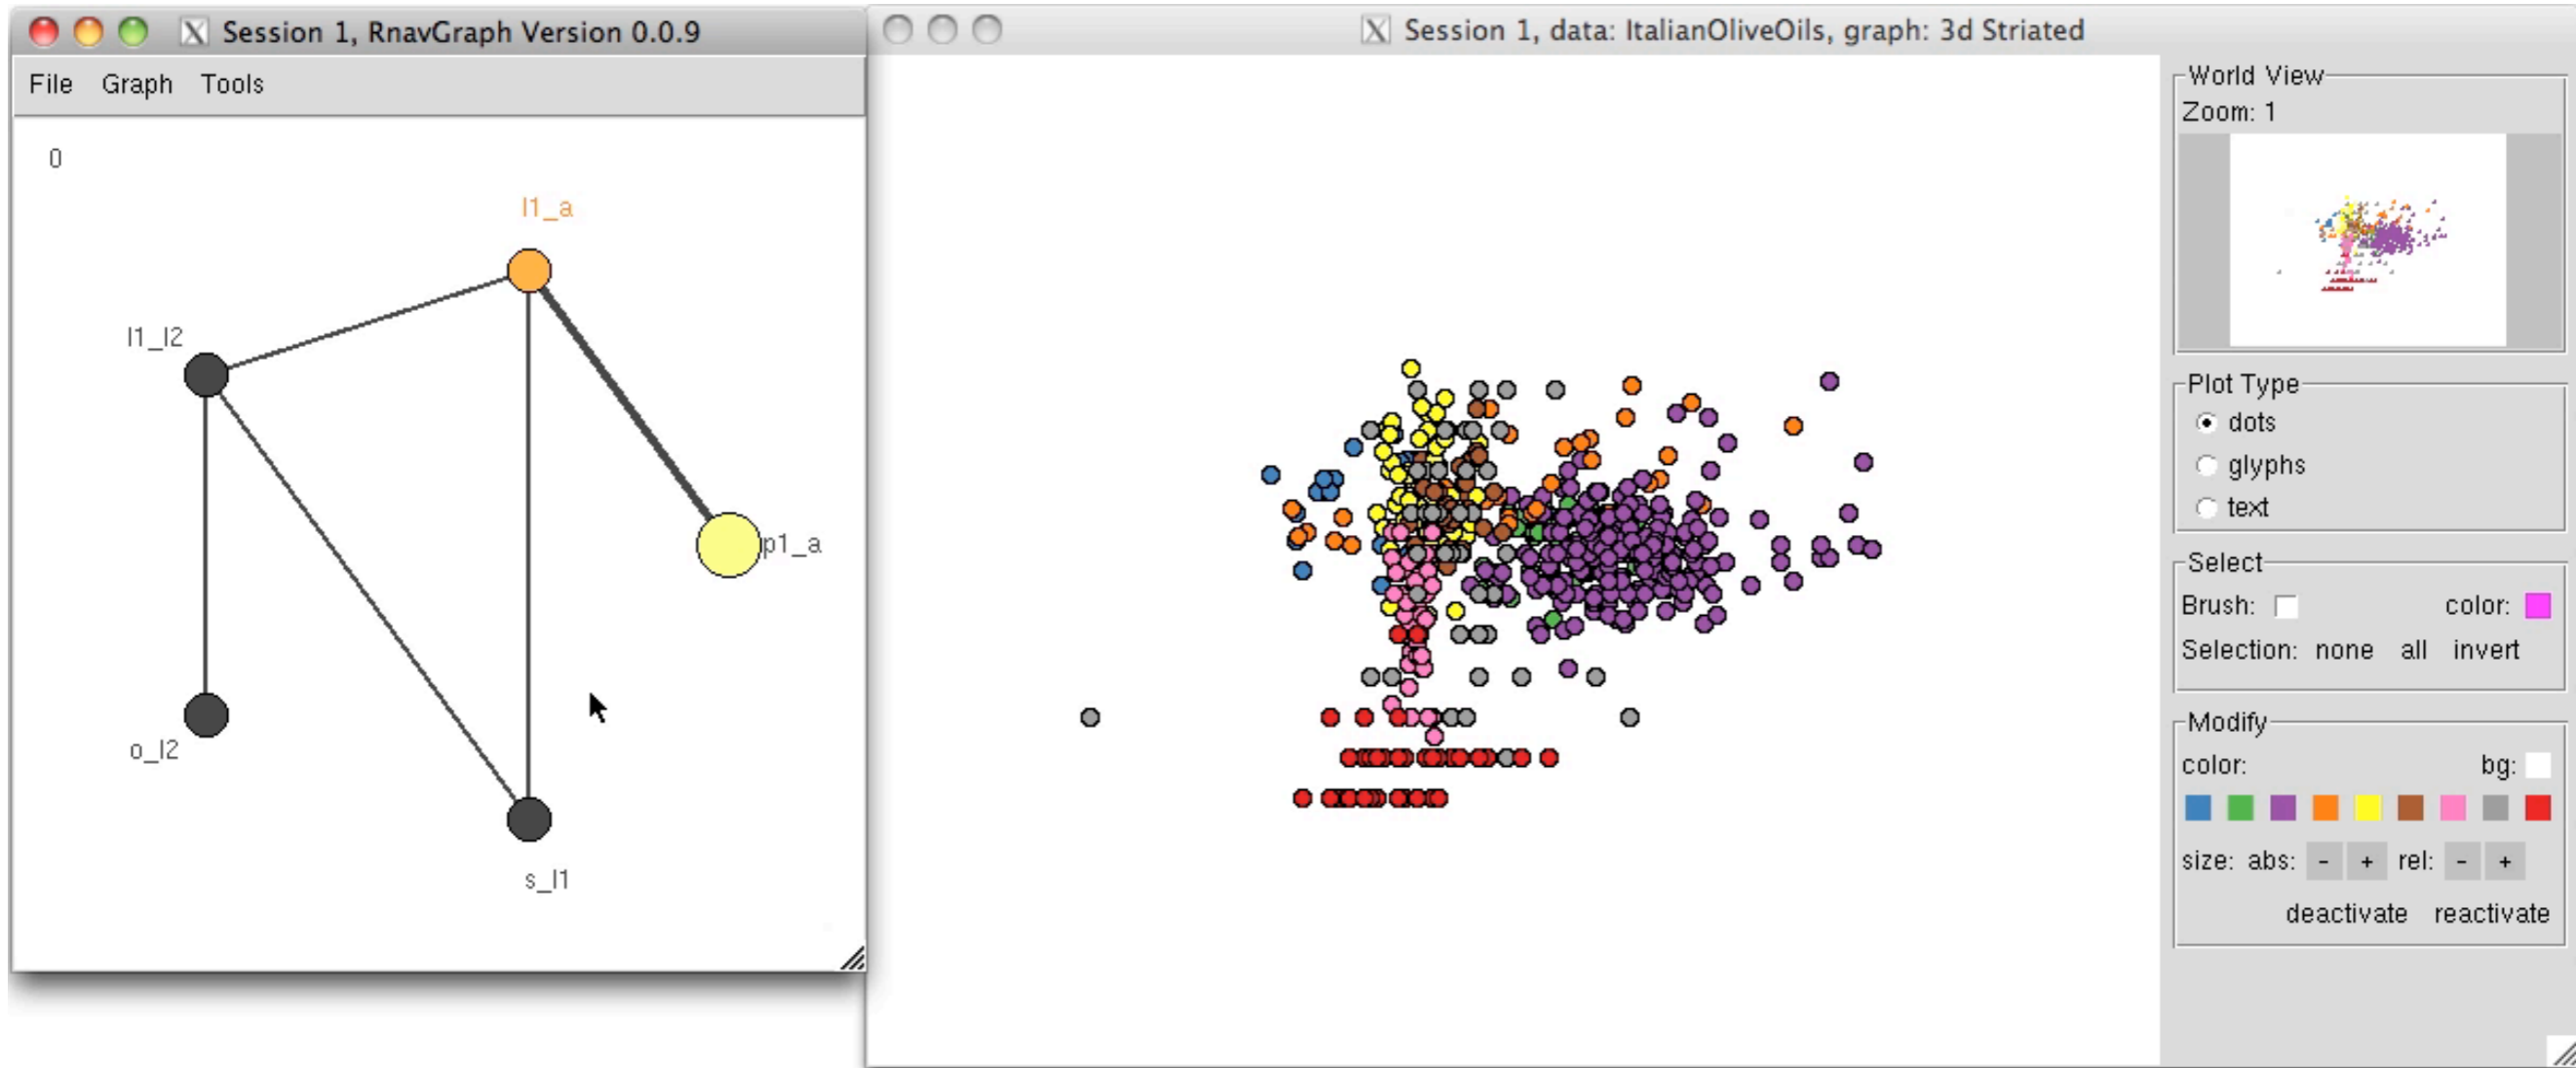 Session 1, RnavGraph Version 0.0.9
File Graph Tools
0
l1_a
l1_l2
p1_a
o_l2
s_l1
Session 1, data: ItalianOliveOils, graph: 3d Striated
World View
Zoom: 1
Plot Type
dots
glyphs
text
Select
Brush: color:
Selection: none all invert
Modify
color: bg:
size: abs: - + rel: - +
deactivate reactivate